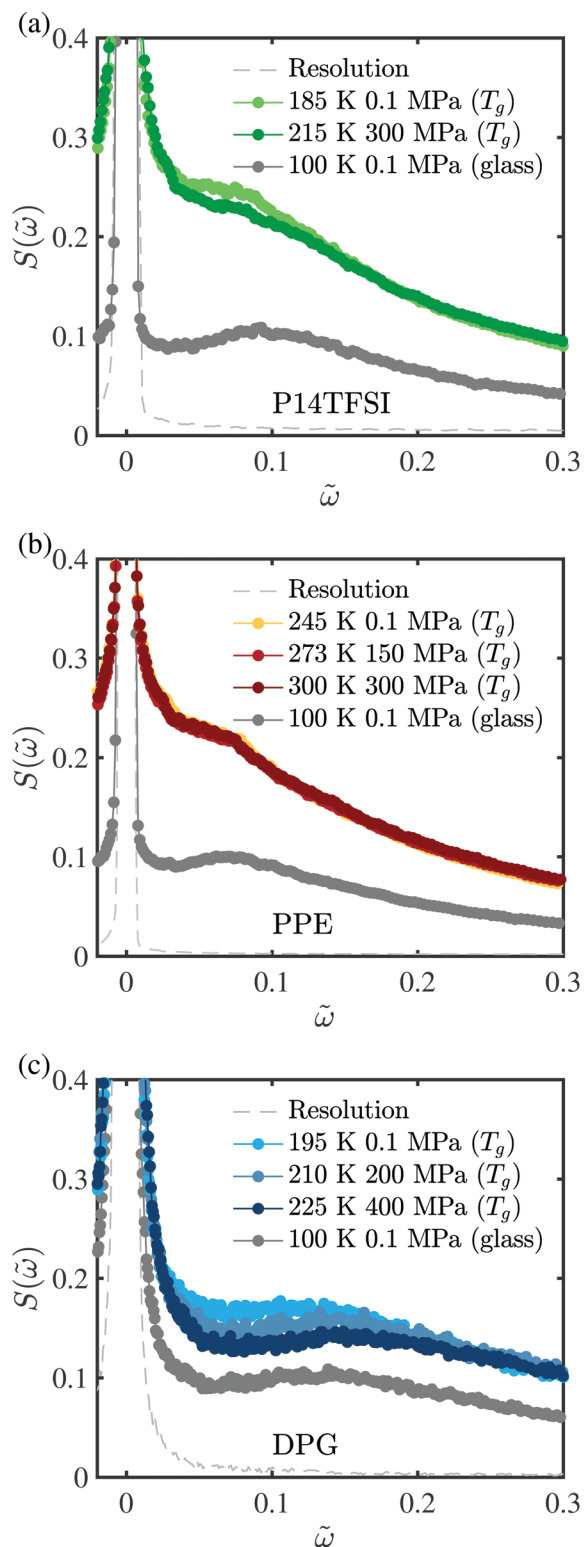 (a)
0.4
0.3
0.2
0.1
0
S(ω̃)
Resolution
185 K 0.1 MPa (Tg)
215 K 300 MPa (Tg)
100 K 0.1 MPa (glass)
P14TFSI
0 0.1 0.2 0.3
ω̃
(b)
0.4
0.3
0.2
0.1
0
S(ω̃)
Resolution
245 K 0.1 MPa (Tg)
273 K 150 MPa (Tg)
300 K 300 MPa (Tg)
100 K 0.1 MPa (glass)
PPE
0 0.1 0.2 0.3
ω̃
(c)
0.4
0.3
0.2
0.1
0
S(ω̃)
Resolution
195 K 0.1 MPa (Tg)
210 K 200 MPa (Tg)
225 K 400 MPa (Tg)
100 K 0.1 MPa (glass)
DPG
0 0.1 0.2 0.3
ω̃